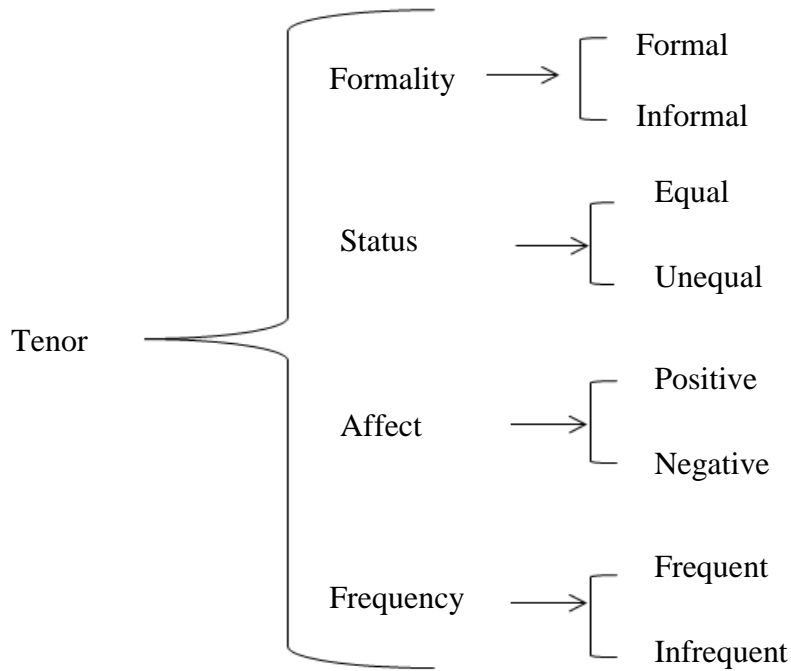 Tenor
Formality
Formal
Informal
Status
Equal
Unequal
Affect
Positive
Negative
Frequency
Frequent
Infrequent